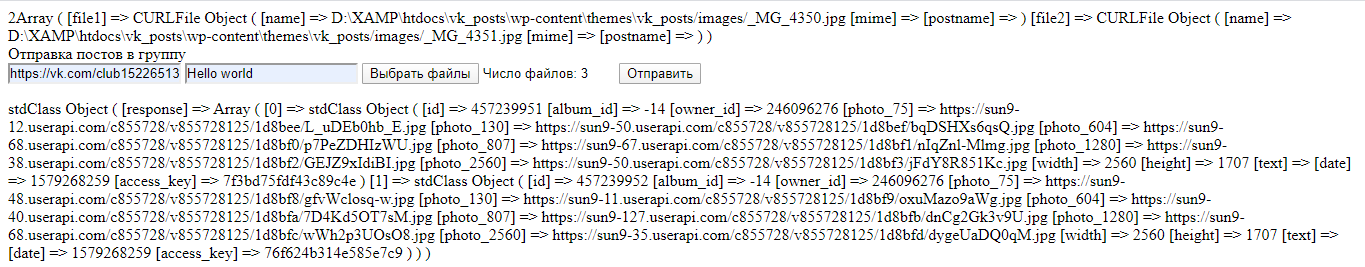 2Array ( [file1] => CURLFile Object ( [name] => D:\XAMP\htdocs\vk_posts\wp-content\themes\vk_posts/images/_MG_4350.jpg [mime] => [postname] => ) [file2] => CURLFile Object ( [name] =>
D:\XAMP\htdocs\vk_posts\wp-content\themes\vk_posts/images/_MG_4351.jpg [mime] => [postname] => ) )
Отправка постов в группу
https://vk.com/club15226513 Hello world Выбрать файлы Число файлов: 3 Отправить
stdClass Object ( [response] => Array ( [0] => stdClass Object ( [id] => 457239951 [album_id] => -14 [owner_id] => 246096276 [photo_75] => https://sun9-
12.userapi.com/c855728/v855728125/1d8bee/L_uDEb0hb_E.jpg [photo_130] => https://sun9-50.userapi.com/c855728/v855728125/1d8bef/bqDSHXs6qsQ.jpg [photo_604] => https://sun9-
68.userapi.com/c855728/v855728125/1d8bf0/p7PeZDHIzWU.jpg [photo_807] => https://sun9-67.userapi.com/c855728/v855728125/1d8bf1/nIqZnl-Mlmg.jpg [photo_1280] => https://sun9-
38.userapi.com/c855728/v855728125/1d8bf2/GEJZ9xIdiBI.jpg [photo_2560] => https://sun9-50.userapi.com/c855728/v855728125/1d8bf3/jFdY8R851Kc.jpg [width] => 2560 [height] => 1707 [text] => [date]
=> 1579268259 [access_key] => 7f3bd75fdf43c89c4e ) [1] => stdClass Object ( [id] => 457239952 [album_id] => -14 [owner_id] => 246096276 [photo_75] => https://sun9-
48.userapi.com/c855728/v855728125/1d8bf8/gfvWclosq-w.jpg [photo_130] => https://sun9-11.userapi.com/c855728/v855728125/1d8bf9/oxuMazo9aWg.jpg [photo_604] => https://sun9-
40.userapi.com/c855728/v855728125/1d8bfa/7D4Kd5OT7sM.jpg [photo_807] => https://sun9-127.userapi.com/c855728/v855728125/1d8bfb/dnCg2Gk3v9U.jpg [photo_1280] => https://sun9-
68.userapi.com/c855728/v855728125/1d8bfc/wWh2p3UOsO8.jpg [photo_2560] => https://sun9-35.userapi.com/c855728/v855728125/1d8bfd/dygeUaDQ0qM.jpg [width] => 2560 [height] => 1707 [text] =>
[date] => 1579268259 [access_key] => 76f624b314e585e7c9 ) ) )